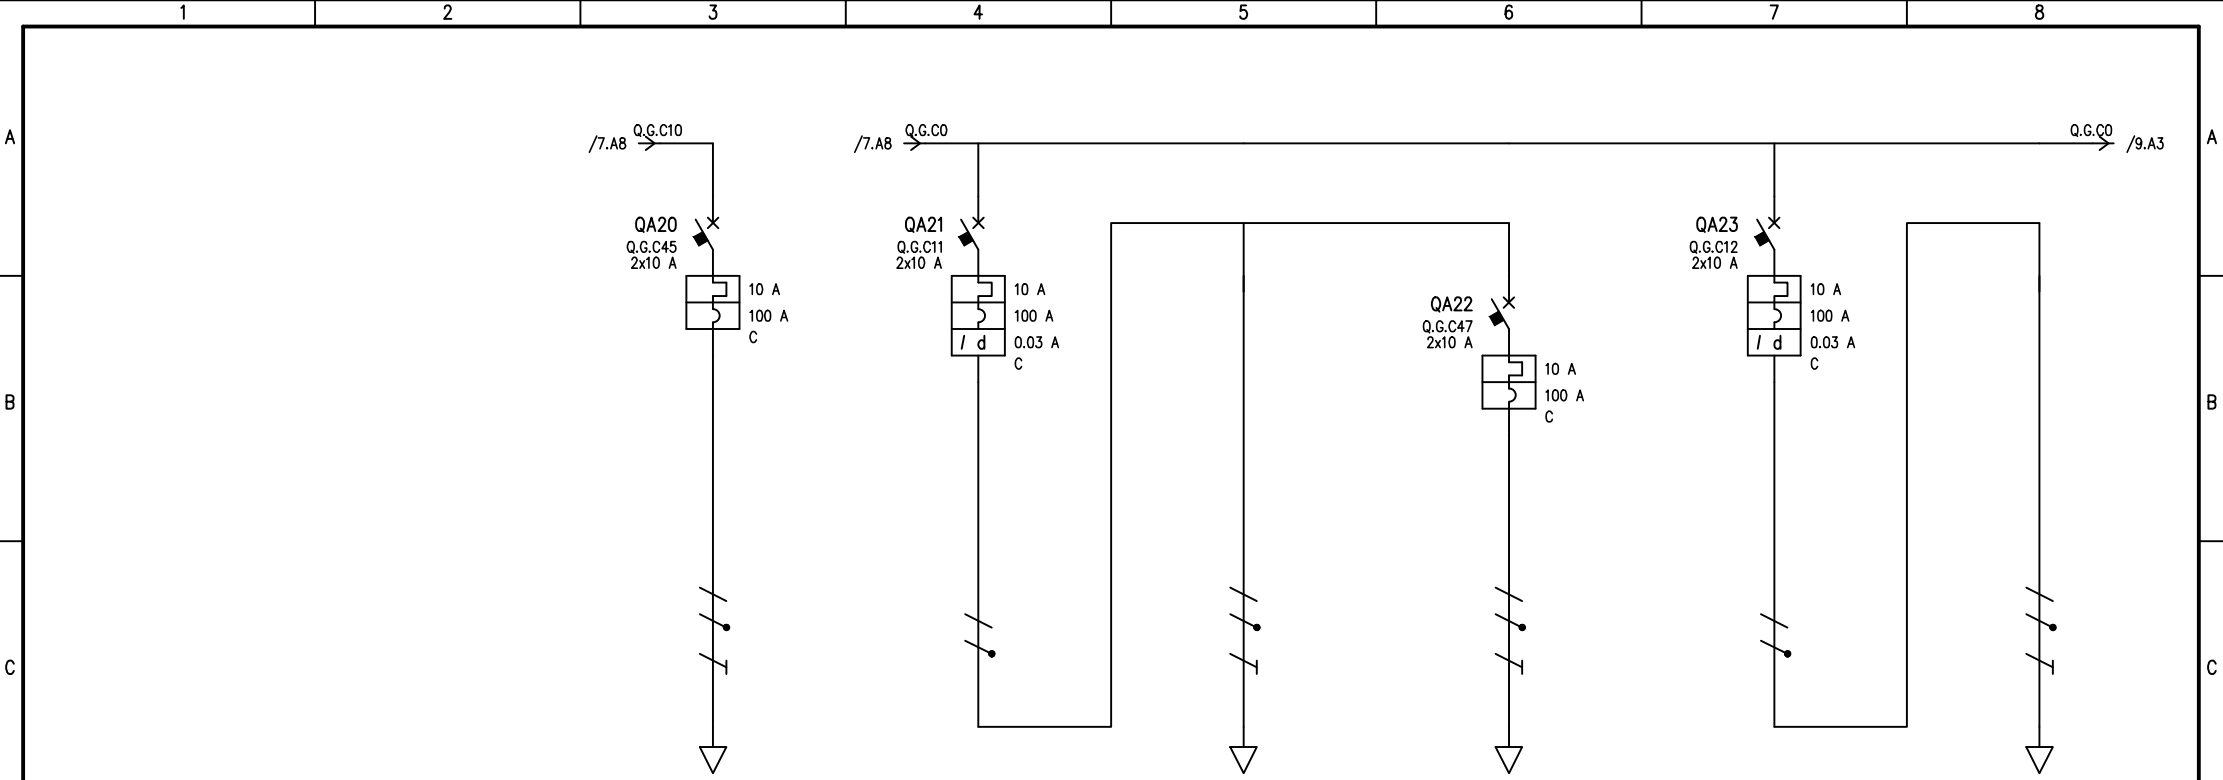 1 2 3 4 5 6 7 8
A A
Q.G.C10 Q.G.C0 Q.G.C0
/7.A8 /7.A8 /9.A3
QA20 QA21 QA23
Q.G.C45 Q.G.C11 Q.G.C12
2x10 A 2x10 A 2x10 A
10 A 10 A 10 A
QA22
100 A 100 A 100 A
Q.G.C47
C
2x10 A
I d 0.03 A I d 0.03 A
C C
10 A
100 A
B B
C
C C